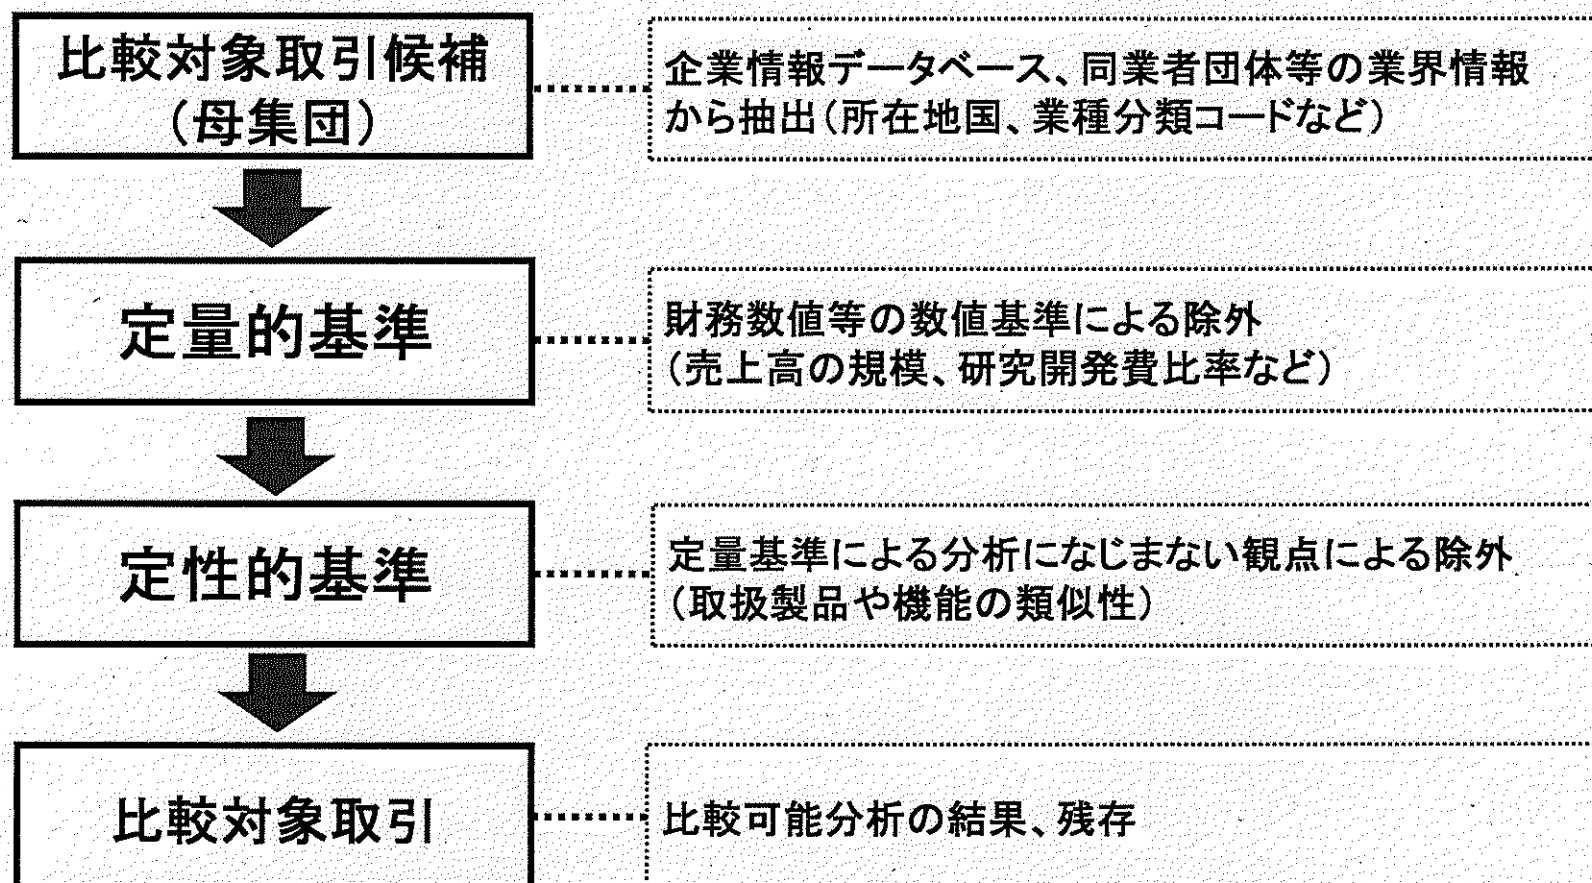 比較対象取引候補
（母集団）
企業情報データベース、同業者団体等の業界情報
から抽出（所在地国、業種分類コードなど）
定量的基準
財務数値等の数値基準による除外
（売上高の規模、研究開発費比率など）
定性的基準
定量基準による分析になじまない観点による除外
（取扱製品や機能の類似性）
比較対象取引
比較可能分析の結果、残存